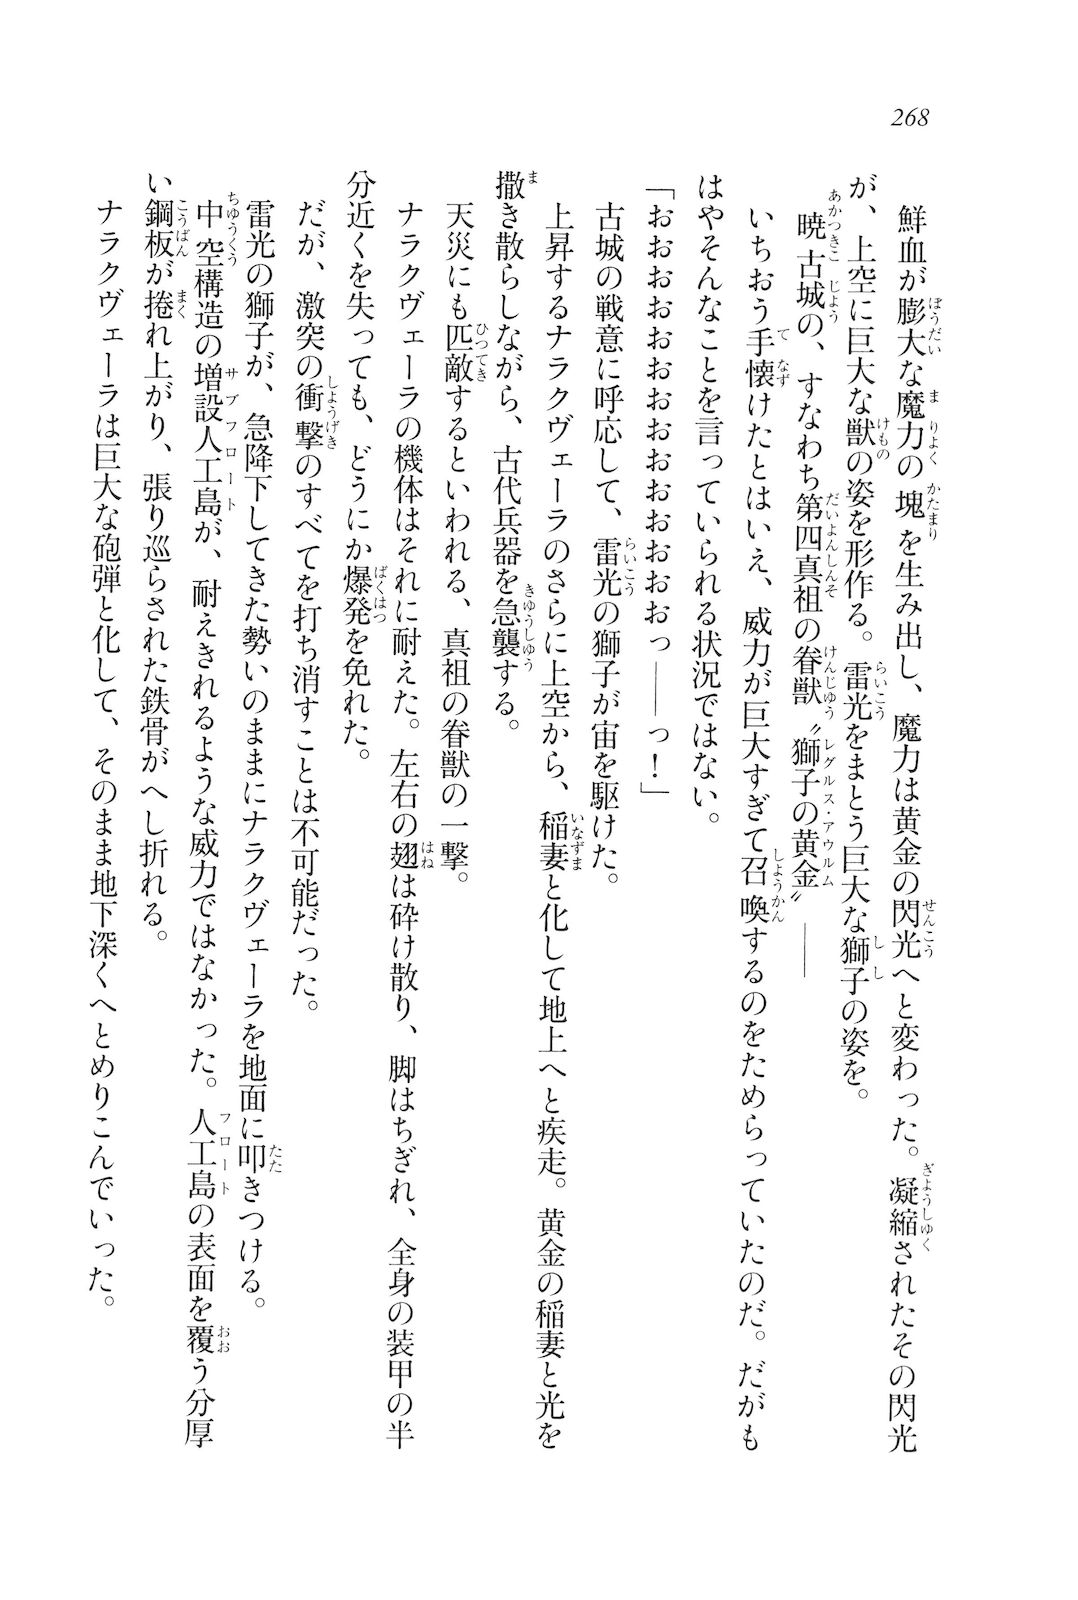 268
鮮血が膨大な魔力の塊を生み出し、魔力は黄金の閃光へと変わった。凝縮されたその閃光
が、上空に巨大な獣の姿を形作る。雷光をまとう巨大な獅子の姿を。
暁古城の、すなわち第四真祖の眷獣〝獅子の黄金〟――
いちおう手懐けたとはいえ、威力が巨大すぎて召喚するのをためらっていたのだ。だがも
はやそんなことを言っていられる状況ではない。
「おおおおおおおおおおおおおおっ――っ！」
古城の戦意に呼応して、雷光の獅子が宙を駆けた。
上昇するナラクヴェーラのさらに上空から、稲妻と化して地上へと疾走。黄金の稲妻と光を
撒き散らしながら、古代兵器を急襲する。
天災にも匹敵するといわれる、真祖の眷獣の一撃。
ナラクヴェーラの機体はそれに耐えた。左右の翅は砕け散り、脚はちぎれ、全身の装甲の半
分近くを失っても、どうにか爆発を免れた。
だが、激突の衝撃のすべてを打ち消すことは不可能だった。
雷光の獅子が、急降下してきた勢いのままにナラクヴェーラを地面に叩きつける。
中空構造の増設人工島が、耐えきれるような威力ではなかった。人工島の表面を覆う分厚
い鋼板が捲れ上がり、張り巡らされた鉄骨がへし折れる。
ナラクヴェーラは巨大な砲弾と化して、そのまま地下深くへとめりこんでいった。